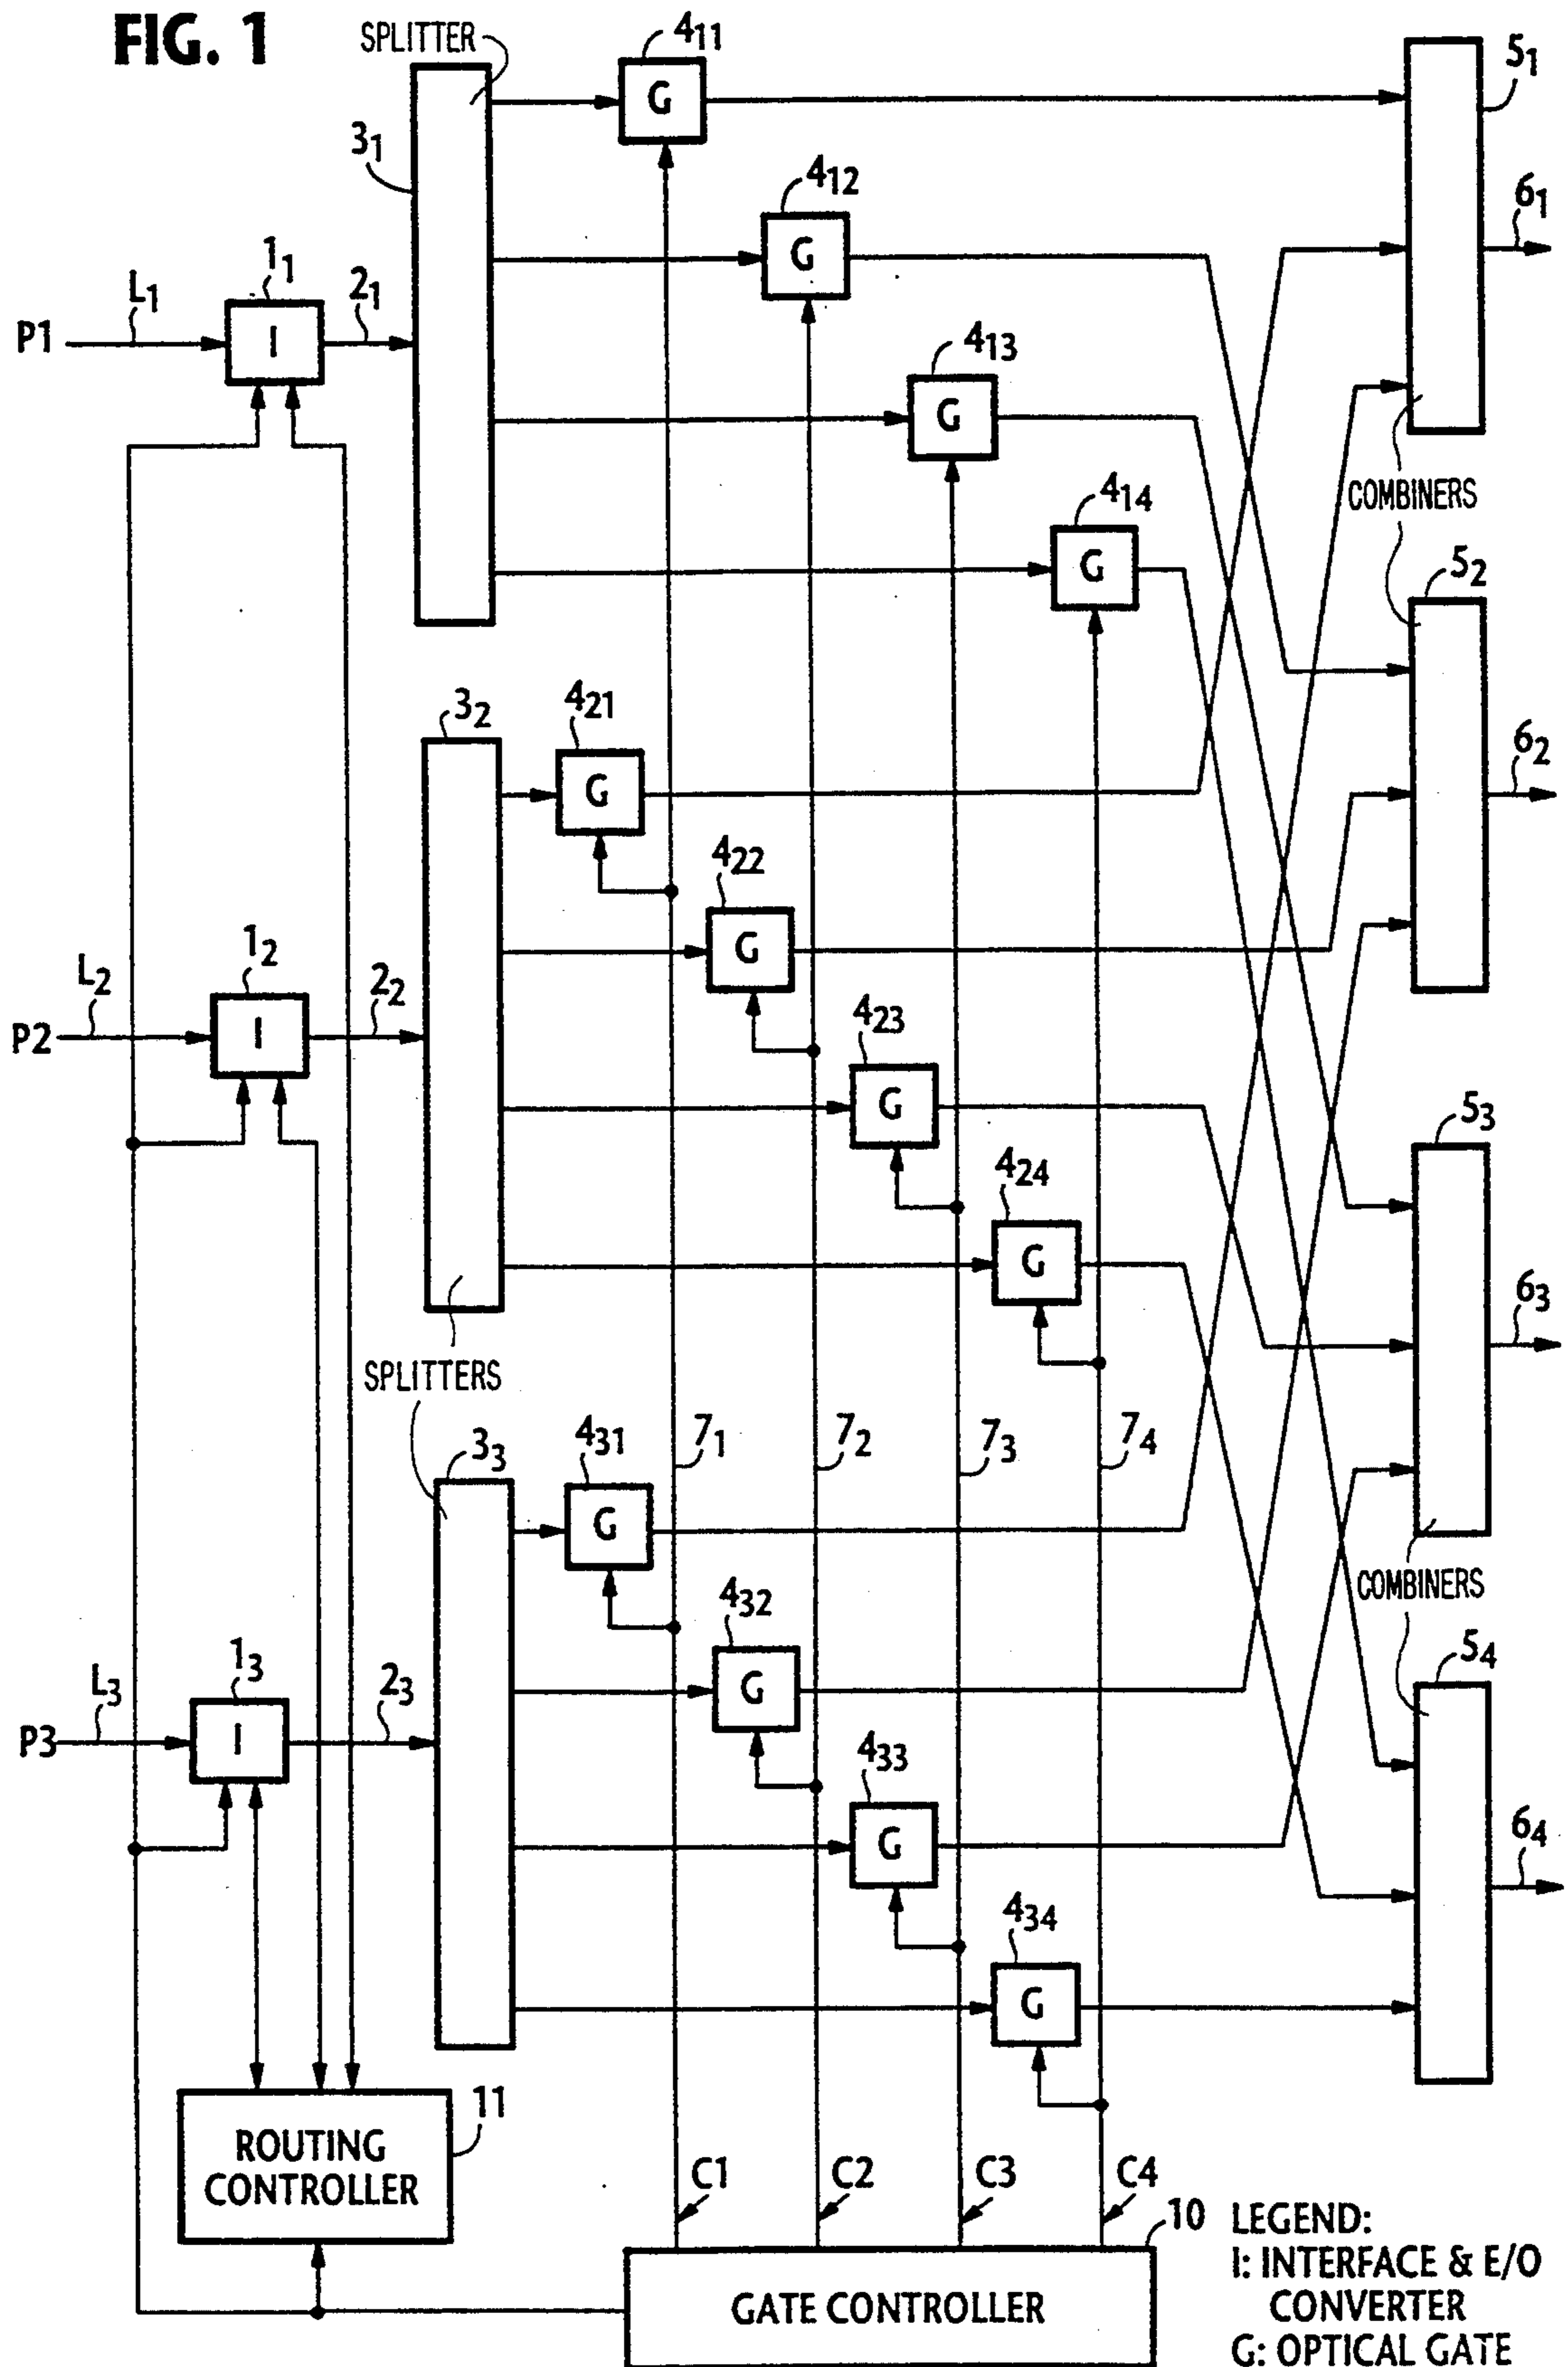 FIG. 1
SPLITTER
4₁₁
5₁
3₁
G
4₁₂
6₁
G
1₁
L₁
2₁
P1
I
4₁₃
G
4₁₄
COMBINERS
G
5₂
3₂
4₂₁
G
6₂
4₂₂
G
1₂
L₂
2₂
P2
I
4₂₃
G
5₃
4₂₄
G
6₃
SPLITTERS
3₃
4₃₁
7₁
7₂
7₃
7₄
G
4₃₂
COMBINERS
G
5₄
1₃
L₃
2₃
P3
I
4₃₃
G
6₄
4₃₄
G
11
ROUTING
CONTROLLER
C1
C2
C3
C4
10
GATE CONTROLLER
LEGEND:
I: INTERFACE & E/O
CONVERTER
G: OPTICAL GATE